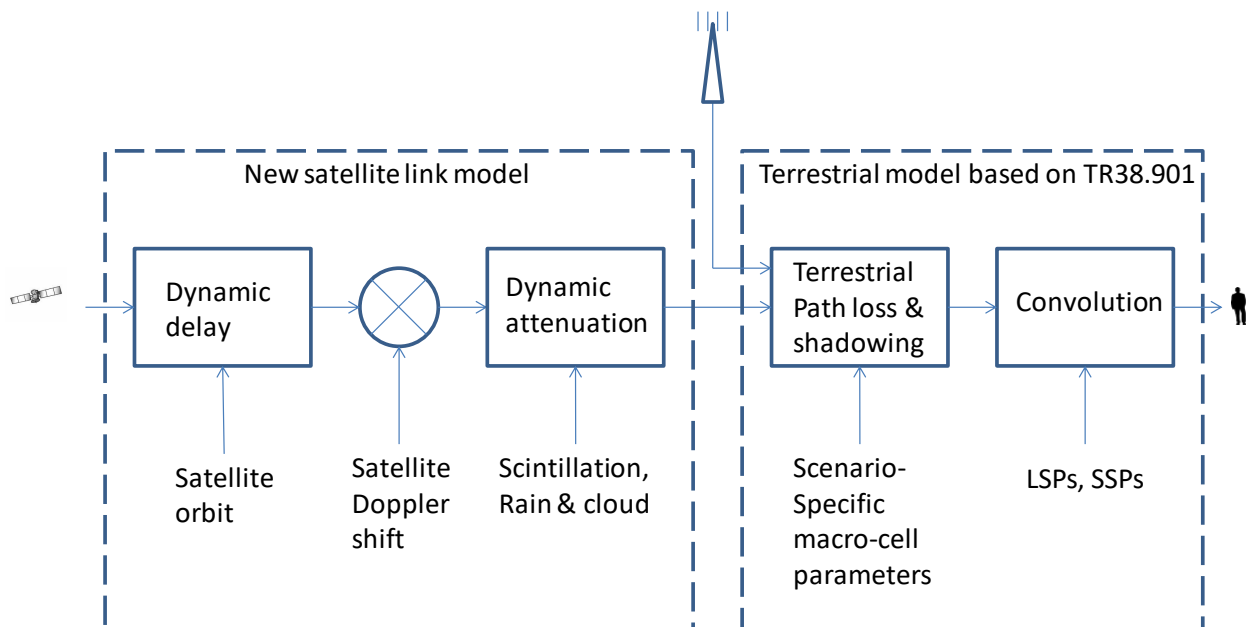 New satellite link model
Terrestrial model based on TR38.901
Dynamic
delay
Dynamic
attenuation
Terrestrial
Path loss &
shadowing
Convolution
Satellite
orbit
Satellite
Doppler
shift
Scintillation,
Rain & cloud
Scenario-
Specific
macro-cell
parameters
LSPs, SSPs